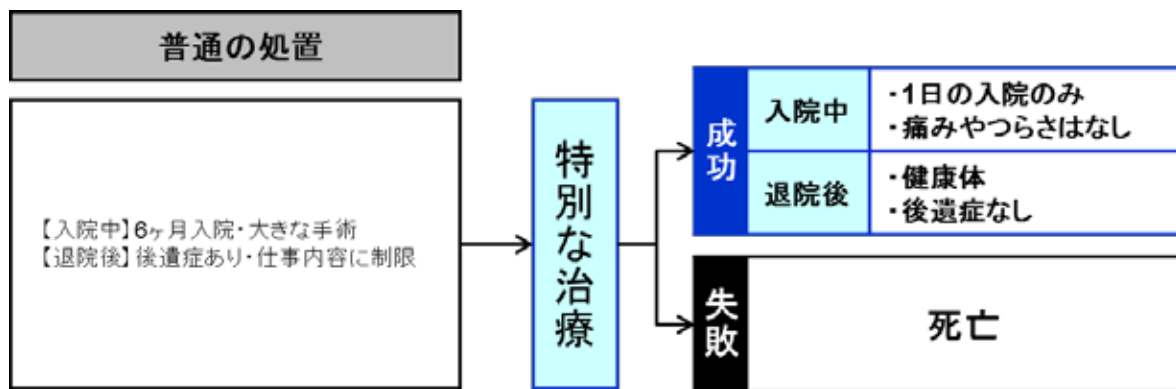 普通の処置
【入院中】6ヶ月入院・大きな手術
【退院後】後遺症あり・仕事内容に制限
特別な治療
成功
入院中
・1日の入院のみ
・痛みやつらさはなし
退院後
・健康体
・後遺症なし
失敗
死亡